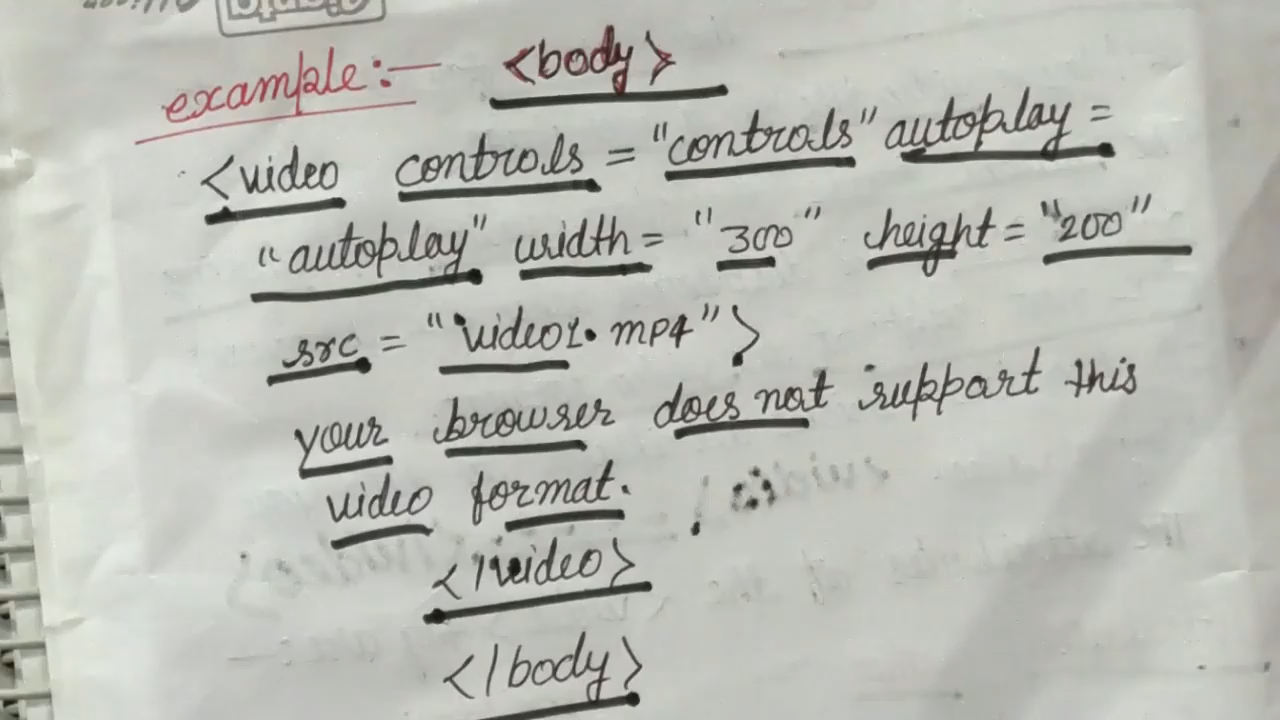 example:- <body>
<video controls = "controls" autoplay =
"autoplay" width = "300" height = "200"
src = "video1.mp4">
your browser does not suppart this
video format.
</video>
</body>